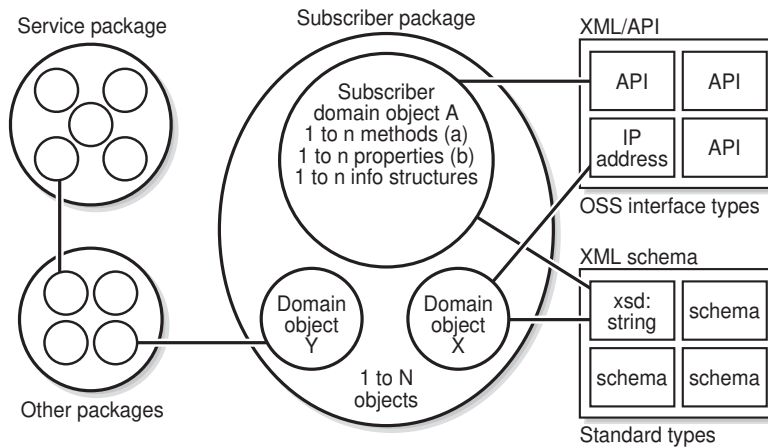 Service package
Subscriber package
XML/API
Subscriber
domain object A
1 to n methods (a)
1 to n properties (b)
1 to n info structures
API
API
IP
address
API
OSS interface types
XML schema
Domain
object
Y
Domain
object
X
xsd:
string
schema
schema
schema
1 to N
objects
Other packages
Standard types